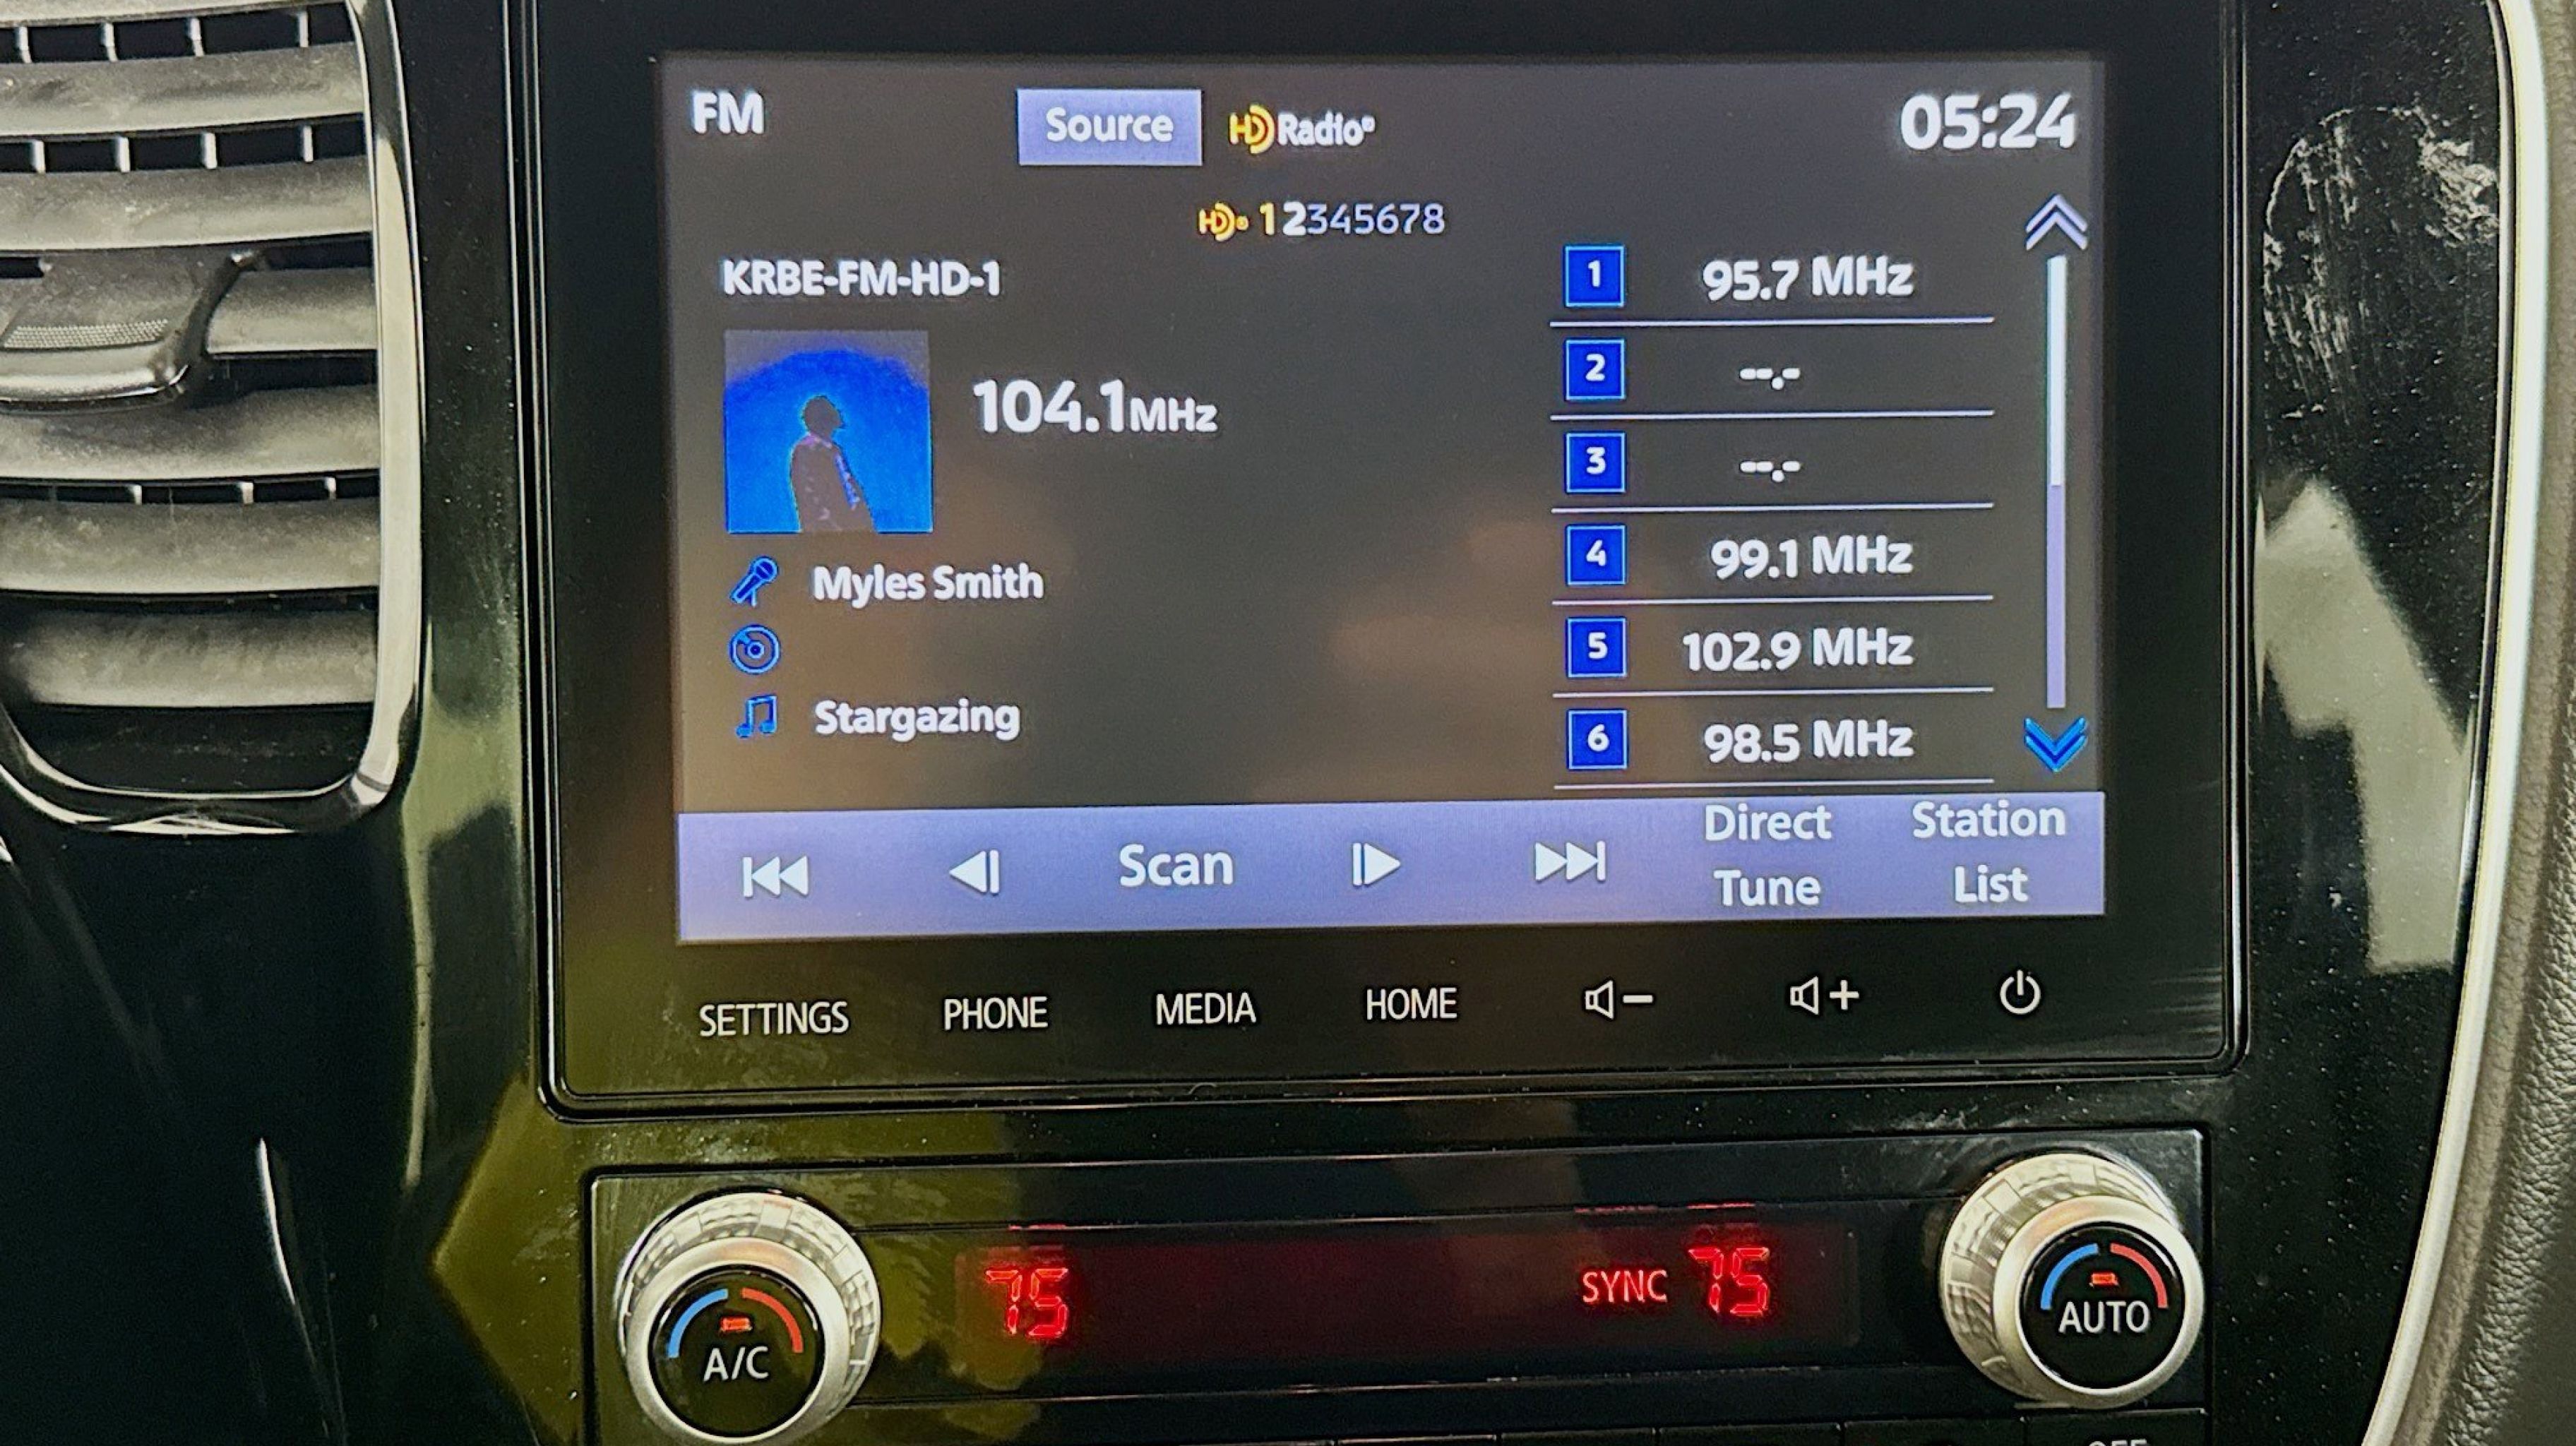 FM
Source
HD Radio®
05:24
HD® 12345678
KRBE-FM-HD-1
104.1MHz
Myles Smith
Stargazing
1 95.7 MHz
2 --.-
3 --.-
4 99.1 MHz
5 102.9 MHz
6 98.5 MHz
Scan
Direct
Tune
Station
List
SETTINGS
PHONE
MEDIA
HOME
75
SYNC 75
A/C
AUTO